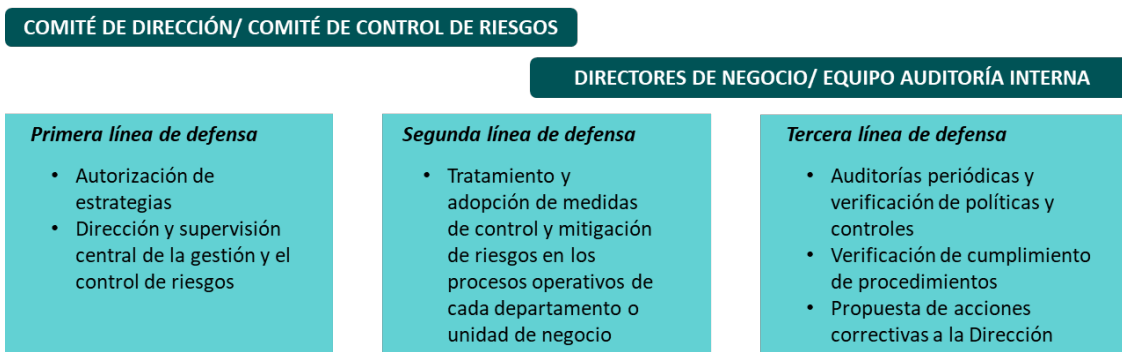 COMITÉ DE DIRECCIÓN/ COMITÉ DE CONTROL DE RIESGOS
DIRECTORES DE NEGOCIO/ EQUIPO AUDITORÍA INTERNA
Primera línea de defensa
• Autorización de
estrategias
• Dirección y supervisión
central de la gestión y el
control de riesgos
Segunda línea de defensa
• Tratamiento y
adopción de medidas
de control y mitigación
de riesgos en los
procesos operativos de
cada departamento o
unidad de negocio
Tercera línea de defensa
• Auditorías periódicas y
verificación de políticas y
controles
• Verificación de cumplimiento
de procedimientos
• Propuesta de acciones
correctivas a la Dirección